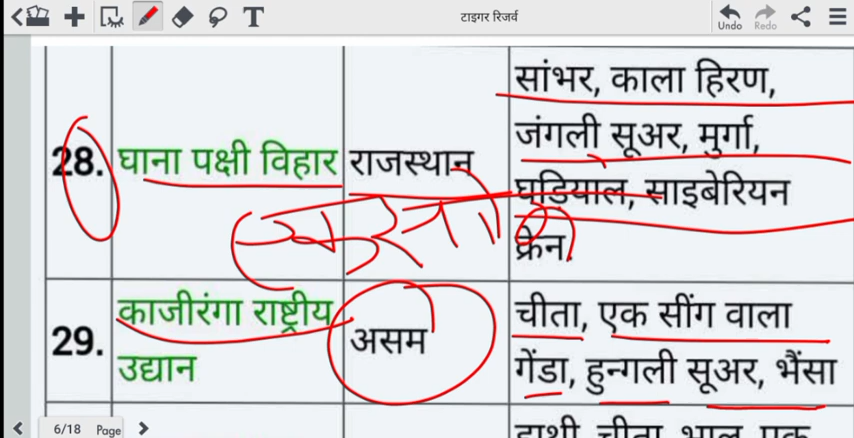 टाइगर रिजर्व
T
Undo
Redo
सांभर, काला हिरण,
28. घाना पक्षी विहार राजस्थान जंगली सूअर, मुर्गा,
घड़ियाल, साइबेरियन
क्रेन,
29. काजीरंगा राष्ट्रीय उद्यान असम चीता, एक सींग वाला
गेंडा, हुन्गली सूअर, भैंसा
हाथी, चीता, भालू, एक
6/18 Page